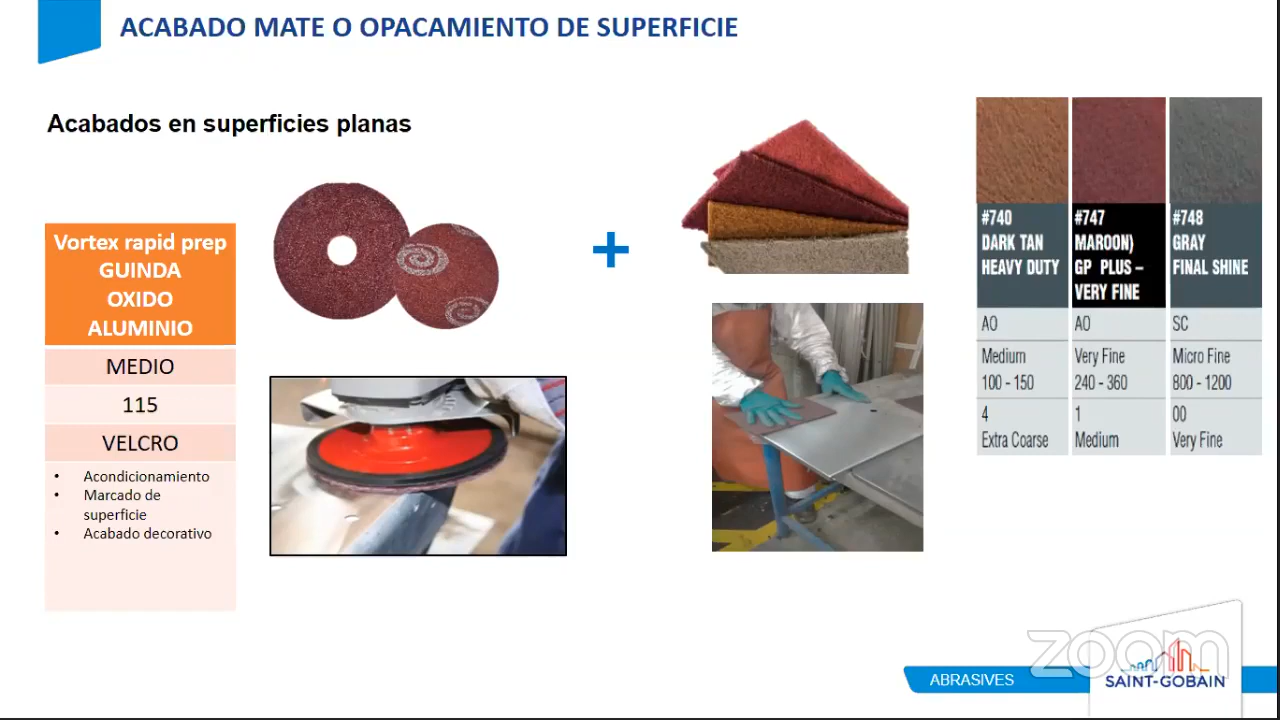 ACABADO MATE O OPACAMIENTO DE SUPERFICIE
Acabados en superficies planas
Vortex rapid prep
GUINDA
OXIDO
ALUMINIO
MEDIO
115
VELCRO
• Acondicionamiento
• Marcado de
superficie
• Acabado decorativo
+
#740
DARK TAN
HEAVY DUTY
AO
Medium
100 - 150
4
Extra Coarse
#747
MAROON)
GP PLUS –
VERY FINE
AO
Very Fine
240 - 360
1
Medium
#748
GRAY
FINAL SHINE
SC
Micro Fine
800 - 1200
00
Very Fine
zoom
ABRASIVES
SAINT-GOBAIN